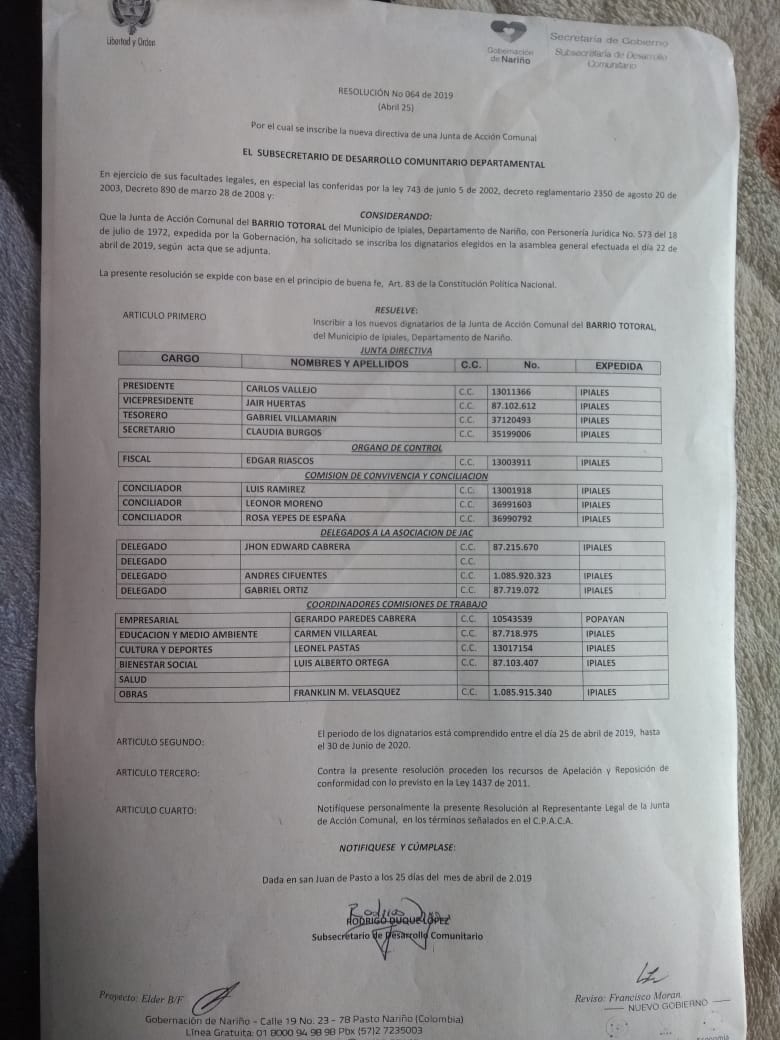 Libertad y Orden
Gobernación
de Nariño
Secretaría de Gobierno
Subsecretaría de Desarrollo
Comunitario
RESOLUCIÓN No 064 de 2019
(Abril 25)
Por el cual se inscribe la nueva directiva de una Junta de Acción Comunal
EL SUBSECRETARIO DE DESARROLLO COMUNITARIO DEPARTAMENTAL
En ejercicio de sus facultades legales, en especial las conferidas por la ley 743 de junio 5 de 2002, decreto reglamentario 2350 de agosto 20 de
2003, Decreto 890 de marzo 28 de 2008 y:
CONSIDERANDO:
Que la Junta de Acción Comunal del BARRIO TOTORAL del Municipio de Ipiales, Departamento de Nariño, con Personería Jurídica No. 573 del 18
de julio de 1972, expedida por la Gobernación, ha solicitado se inscriba los dignatarios elegidos en la asamblea general efectuada el día 22 de
abril de 2019, según acta que se adjunta.
La presente resolución se expide con base en el principio de buena fe, Art. 83 de la Constitución Política Nacional.
RESUELVE:
ARTICULO PRIMERO Inscribir a los nuevos dignatarios de la Junta de Acción Comunal del BARRIO TOTORAL,
del Municipio de Ipiales, Departamento de Nariño.
JUNTA DIRECTIVA
CARGO NOMBRES Y APELLIDOS C.C. No. EXPEDIDA
PRESIDENTE CARLOS VALLEJO C.C. 13011366 IPIALES
VICEPRESIDENTE JAIR HUERTAS C.C. 87.102.612 IPIALES
TESORERO GABRIEL VILLAMARIN C.C. 37120493 IPIALES
SECRETARIO CLAUDIA BURGOS C.C. 35199006 IPIALES
ORGANO DE CONTROL
FISCAL EDGAR RIASCOS C.C. 13003911 IPIALES
COMISION DE CONVIVENCIA Y CONCILIACION
CONCILIADOR LUIS RAMIREZ C.C. 13001918 IPIALES
CONCILIADOR LEONOR MORENO C.C. 36991603 IPIALES
CONCILIADOR ROSA YEPES DE ESPAÑA C.C. 36990792 IPIALES
DELEGADOS A LA ASOCIACION DE JAC
DELEGADO JHON EDWARD CABRERA C.C. 87.215.670 IPIALES
DELEGADO C.C.
DELEGADO ANDRES CIFUENTES C.C. 1.085.920.323 IPIALES
DELEGADO GABRIEL ORTIZ C.C. 87.719.072 IPIALES
COORDINADORES COMISIONES DE TRABAJO
EMPRESARIAL GERARDO PAREDES CABRERA C.C. 10543539 POPAYAN
EDUCACION Y MEDIO AMBIENTE CARMEN VILLAREAL C.C. 87.718.975 IPIALES
CULTURA Y DEPORTES LEONEL PASTAS C.C. 13017154 IPIALES
BIENESTAR SOCIAL LUIS ALBERTO ORTEGA C.C. 87.103.407 IPIALES
SALUD
OBRAS FRANKLIN M. VELASQUEZ C.C. 1.085.915.340 IPIALES
ARTICULO SEGUNDO: El periodo de los dignatarios está comprendido entre el día 25 de abril de 2019, hasta
el 30 de Junio de 2020.
ARTICULO TERCERO: Contra la presente resolución proceden los recursos de Apelación y Reposición de
conformidad con lo previsto en la Ley 1437 de 2011.
ARTICULO CUARTO: Notifíquese personalmente la presente Resolución al Representante Legal de la Junta
de Acción Comunal, en los términos señalados en el C.P.A.C.A.
NOTIFIQUESE Y CÚMPLASE:
Dada en san Juan de Pasto a los 25 días del mes de abril de 2.019
RODRIGO DUQUE LÓPEZ
Subsecretario de Desarrollo Comunitario
Proyecto: Elder B/F
Reviso: Francisco Moran
NUEVO GOBIERNO
Gobernación de Nariño - Calle 19 No. 23 - 78 Pasto Nariño (Colombia)
Línea Gratuita: 01 8000 94 98 98 Pbx (57)2 7235003